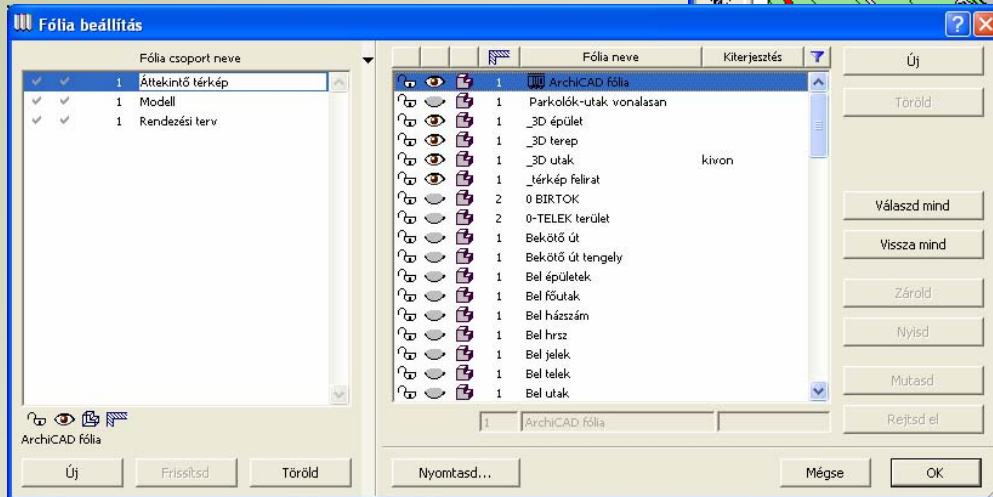 Fólia beállítás
Fólia csoport neve
1 Áttekintő térkép
1 Modell
1 Rendezési terv
ArchiCAD fólia
Új
Frissítsd
Töröld
Fólia neve Kiterjesztés
1 ArchiCAD fólia
1 Parkolók-utak vonalasan
1 _3D épület
1 _3D terep
1 _3D utak kivon
1 _térkép felirat
2 0 BIRTOK
2 0-TELEK terület
1 Bekötő út
1 Bekötő út tengely
1 Bel épületek
1 Bel főutak
1 Bel házszám
1 Bel hrsz
1 Bel jelek
1 Bel telek
1 Bel utak
1 ArchiCAD fólia
Nyomtasd...
Mégse
OK
Új
Töröld
Válaszd mind
Vissza mind
Zárold
Nyisd
Mutasd
Rejtsd el